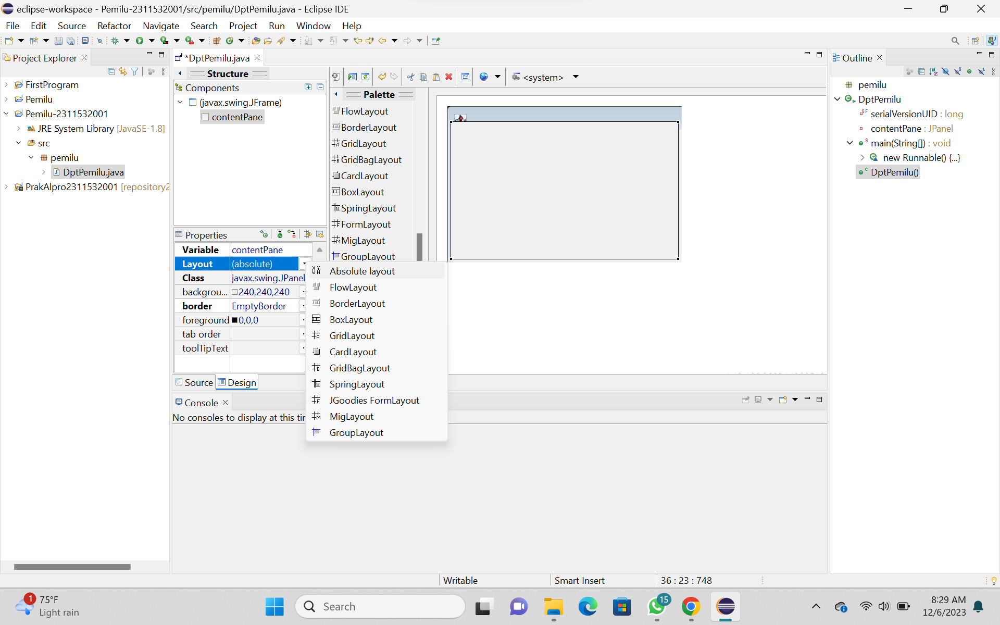 eclipse-workspace - Pemilu-2311532001/src/pemilu/DptPemilu.java - Eclipse IDE
File Edit Source Refactor Navigate Search Project Run Window Help
Project Explorer
FirstProgram
Pemilu
Pemilu-2311532001
JRE System Library [JavaSE-1.8]
src
pemilu
DptPemilu.java
PrakAlpro2311532001 [repository2
*DptPemilu.java
Structure
Components
(javax.swing.JFrame)
contentPane
Properties
Variable contentPane
Layout (absolute)
Class javax.swing.JPanel
backgrou... 240,240,240
border EmptyBorder
foreground 0,0,0
tab order
toolTipText
Source Design
<system>
Palette
FlowLayout
BorderLayout
GridLayout
GridBagLayout
CardLayout
BoxLayout
SpringLayout
FormLayout
MigLayout
GroupLayout
Absolute layout
FlowLayout
BorderLayout
BoxLayout
GridLayout
CardLayout
GridBagLayout
SpringLayout
JGoodies FormLayout
MigLayout
GroupLayout
Console
No consoles to display at this tir
Outline
pemilu
DptPemilu
serialVersionUID : long
contentPane : JPanel
main(String[]) : void
new Runnable() {...}
DptPemilu()
Writable
Smart Insert
36 : 23 : 748
1
75°F
Light rain
Search
15
8:29 AM
12/6/2023